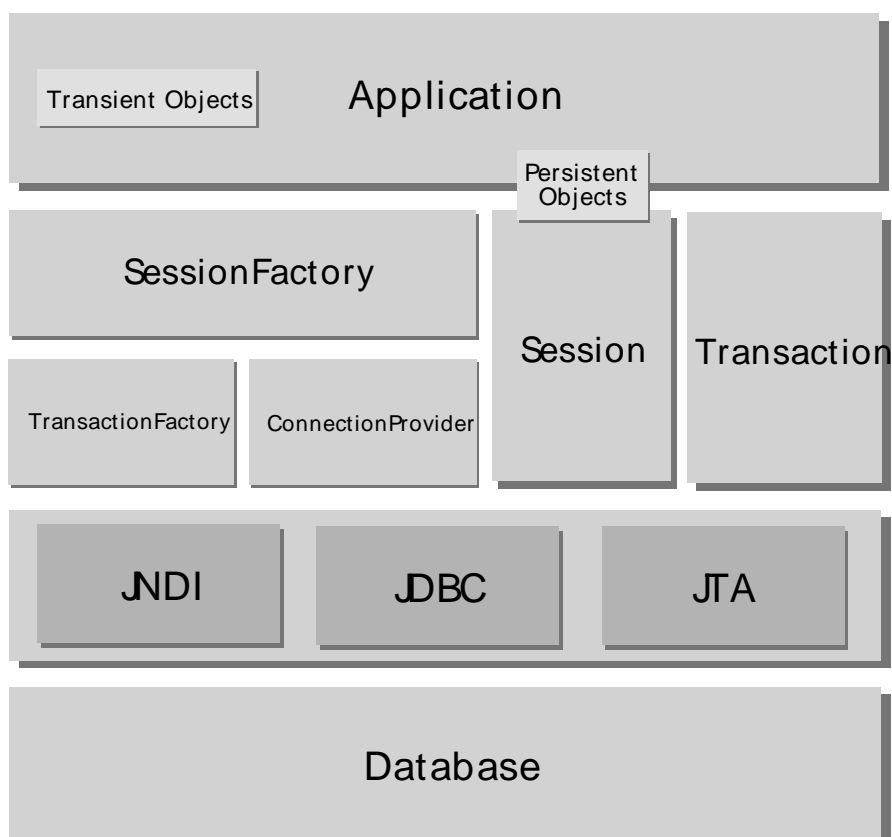 Application
Transient Objects
Persistent
Objects
SessionFactory
Session
Transaction
TransactionFactory
ConnectionProvider
JNDI
JDBC
JTA
Database